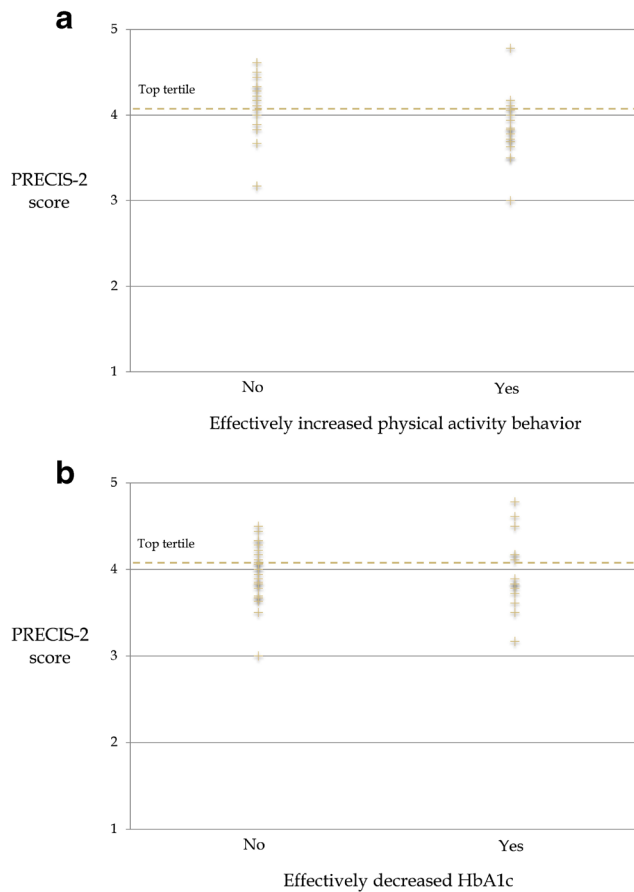 a
5
Top tertile
4
PRECIS-2
score
3
2
1
No
Yes
Effectively increased physical activity behavior
b
5
Top tertile
4
PRECIS-2
score
3
2
1
No
Yes
Effectively decreased HbA1c